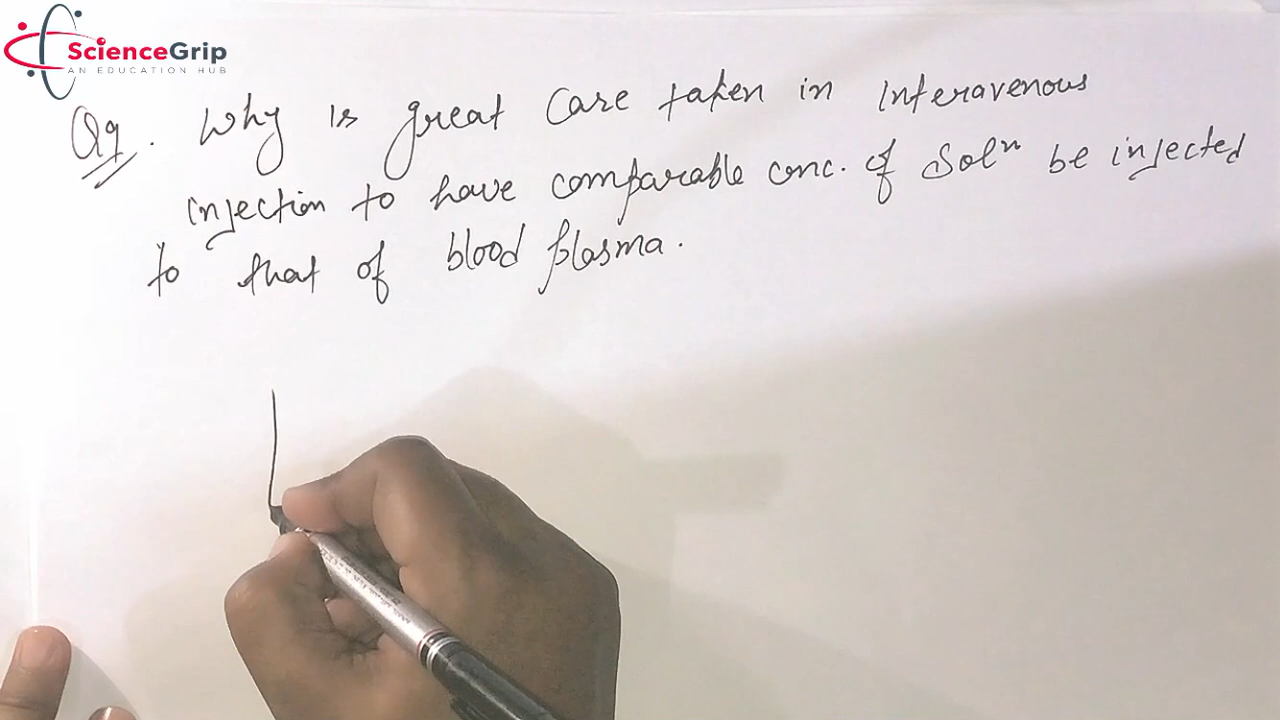 ScienceGrip
AN EDUCATION HUB
Q9. Why is great care taken in interavenous
injection to have comparable conc. of Solⁿ be injected
to that of blood plasma.